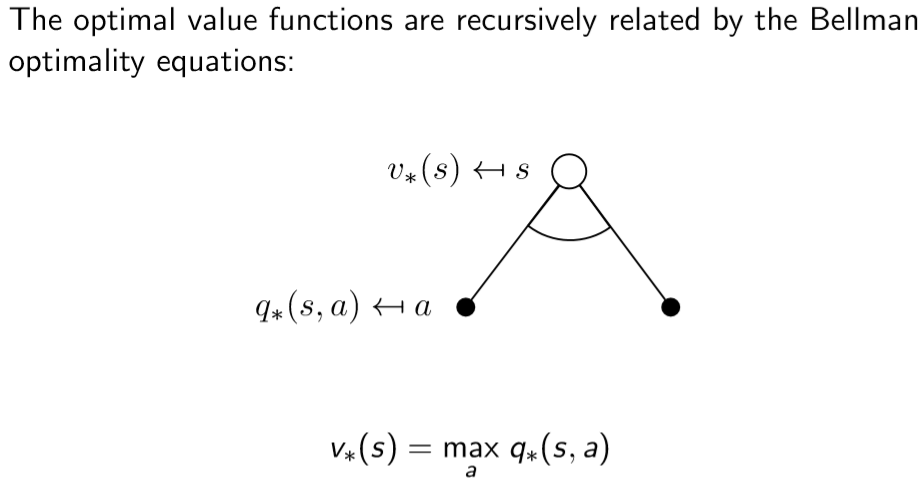 The optimal value functions are recursively related by the Bellman
optimality equations:
v∗(s) ↤ s
q∗(s, a) ↤ a
v∗(s) = max q∗(s, a)
a